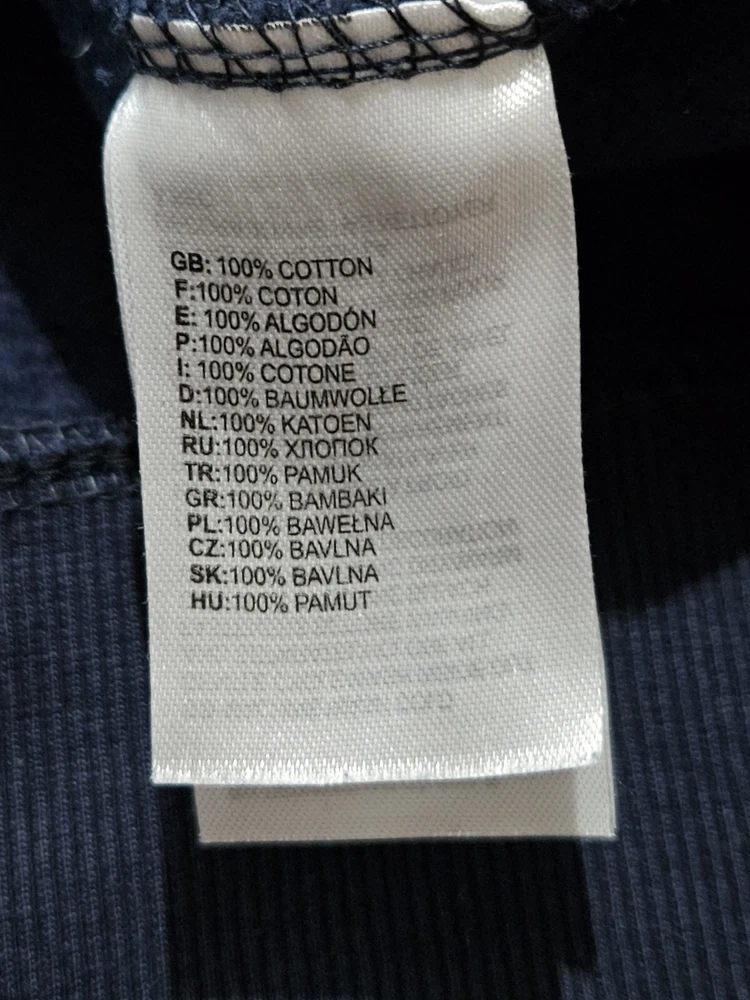 GB: 100% COTTON
F:100% COTON
E: 100% ALGODÓN
P:100% ALGODÃO
I: 100% COTONE
D:100% BAUMWOLLE
NL:100% KATOEN
RU:100% ХЛОПОК
TR:100% PAMUK
GR:100% BAMBAKI
PL:100% BAWEŁNA
CZ:100% BAVLNA
SK:100% BAVLNA
HU:100% PAMUT